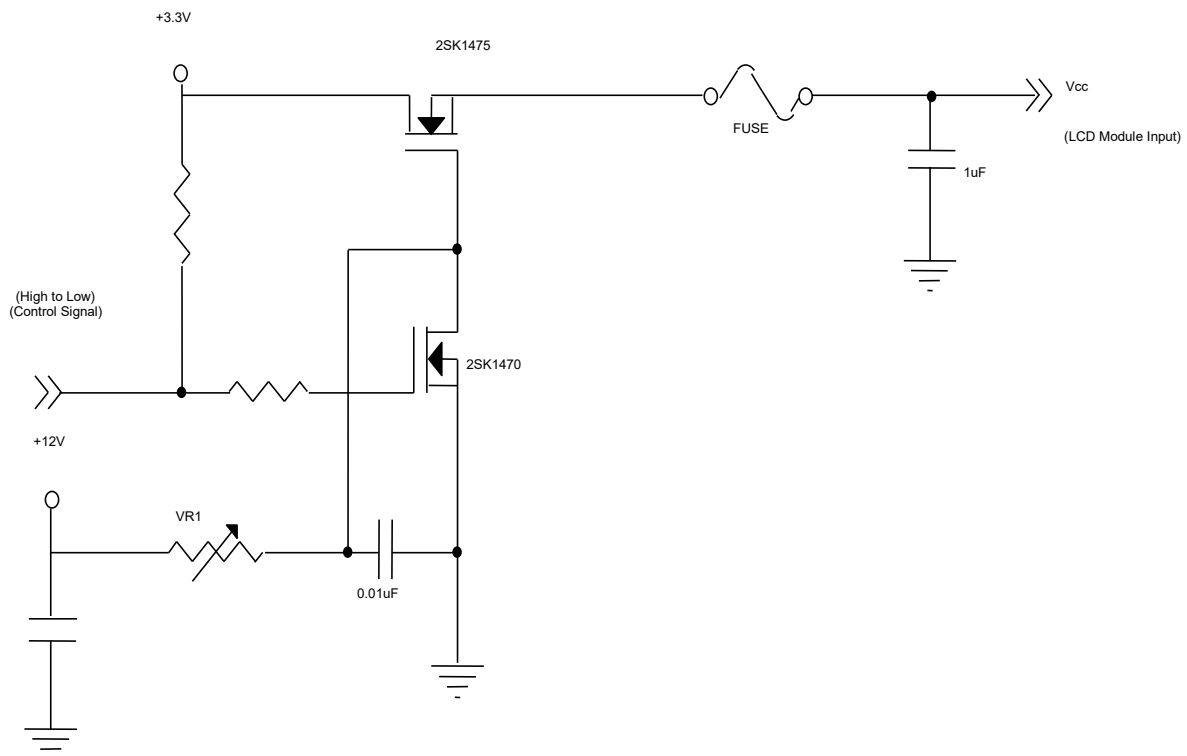 +3.3V
2SK1475
Vcc
FUSE
(LCD Module Input)
1uF
(High to Low)
(Control Signal)
2SK1470
+12V
VR1
0.01uF